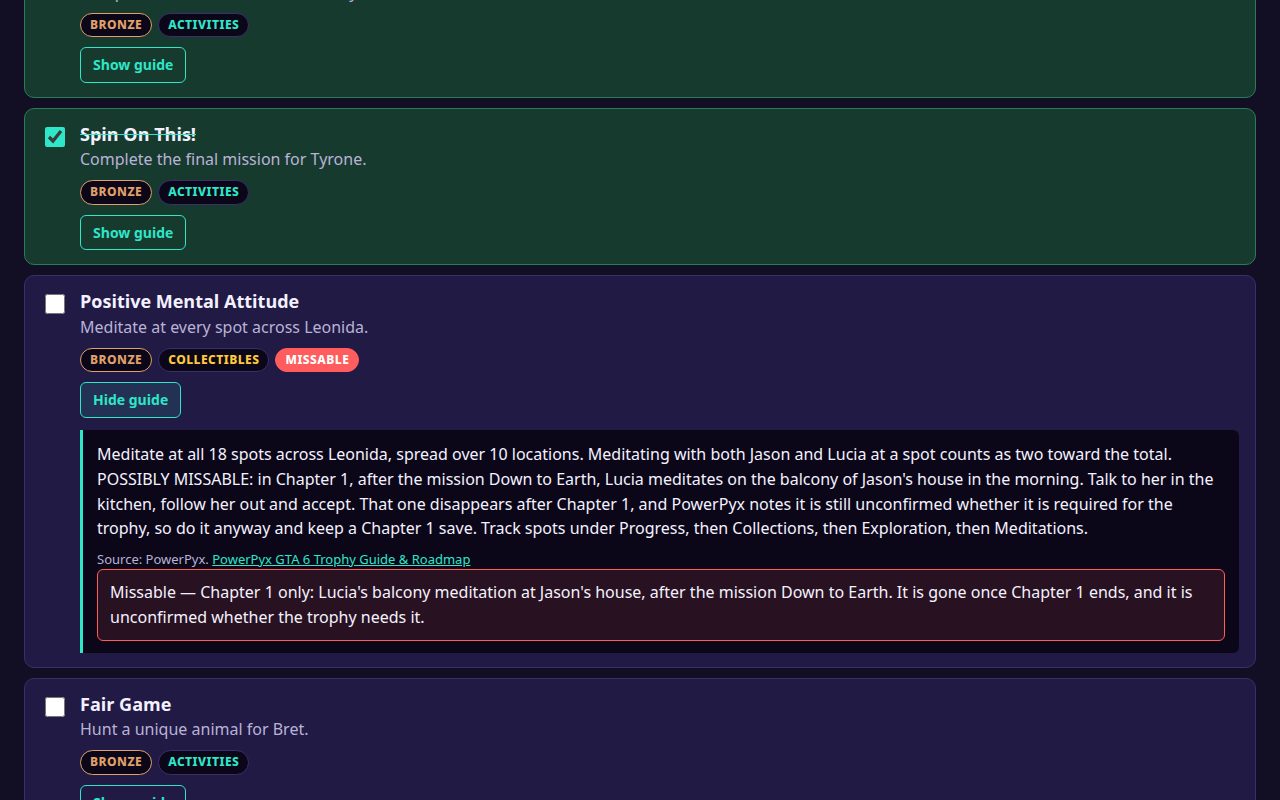 BRONZE ACTIVITIES
Show guide
Spin On This!
Complete the final mission for Tyrone.
BRONZE ACTIVITIES
Show guide
Positive Mental Attitude
Meditate at every spot across Leonida.
BRONZE COLLECTIBLES MISSABLE
Hide guide
Meditate at all 18 spots across Leonida, spread over 10 locations. Meditating with both Jason and Lucia at a spot counts as two toward the total.
POSSIBLY MISSABLE: in Chapter 1, after the mission Down to Earth, Lucia meditates on the balcony of Jason's house in the morning. Talk to her in the
kitchen, follow her out and accept. That one disappears after Chapter 1, and PowerPyx notes it is still unconfirmed whether it is required for the
trophy, so do it anyway and keep a Chapter 1 save. Track spots under Progress, then Collections, then Exploration, then Meditations.
Source: PowerPyx. PowerPyx GTA 6 Trophy Guide & Roadmap
Missable — Chapter 1 only: Lucia's balcony meditation at Jason's house, after the mission Down to Earth. It is gone once Chapter 1 ends, and it is
unconfirmed whether the trophy needs it.
Fair Game
Hunt a unique animal for Bret.
BRONZE ACTIVITIES